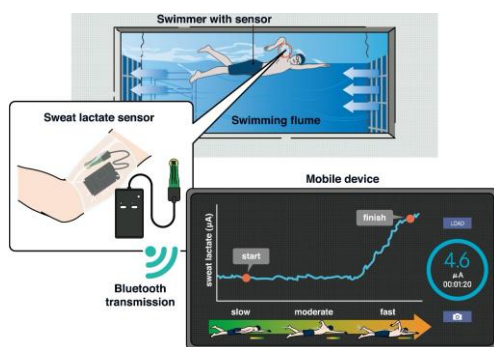 Swimmer with sensor
Swimming flume
Sweat lactate sensor
Mobile device
sweat lactate (μA)
start
finish
LOAD
4.6
μA
00:01:20
Bluetooth
transmission
slow
moderate
fast